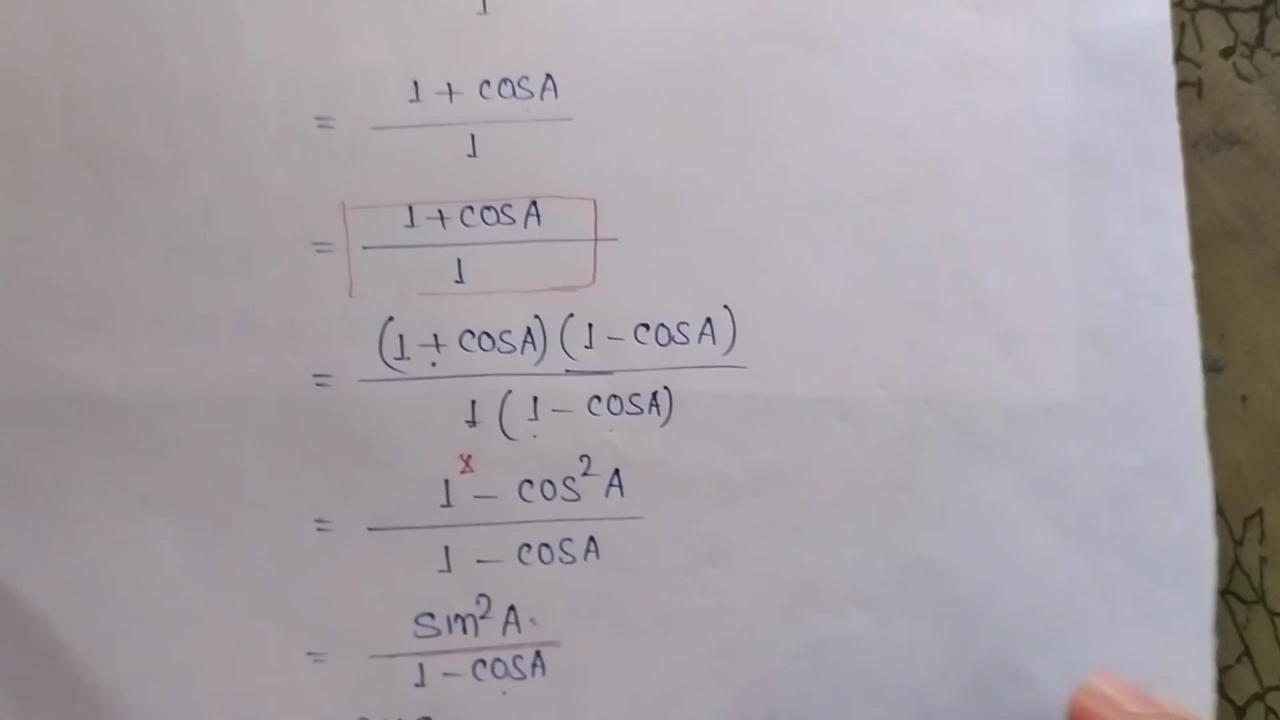 1
= 1 + COSA
1
= 1 + COSA
1
= (1 + COSA) (1 - COSA)
1 (1 - COSA)
= 1 - COS²A
1 - COSA
= sin²A.
1 - COSA